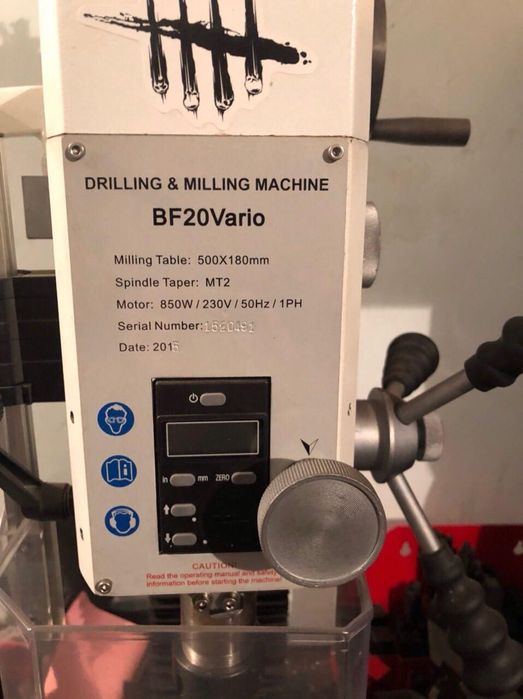 DRILLING & MILLING MACHINE
BF20Vario
Milling Table: 500X180mm
Spindle Taper: MT2
Motor: 850W / 230V / 50Hz / 1PH
Serial Number:
Date: 2015
in mm ZERO
CAUTION!
Read the operating manual and safety
information before starting the machine!